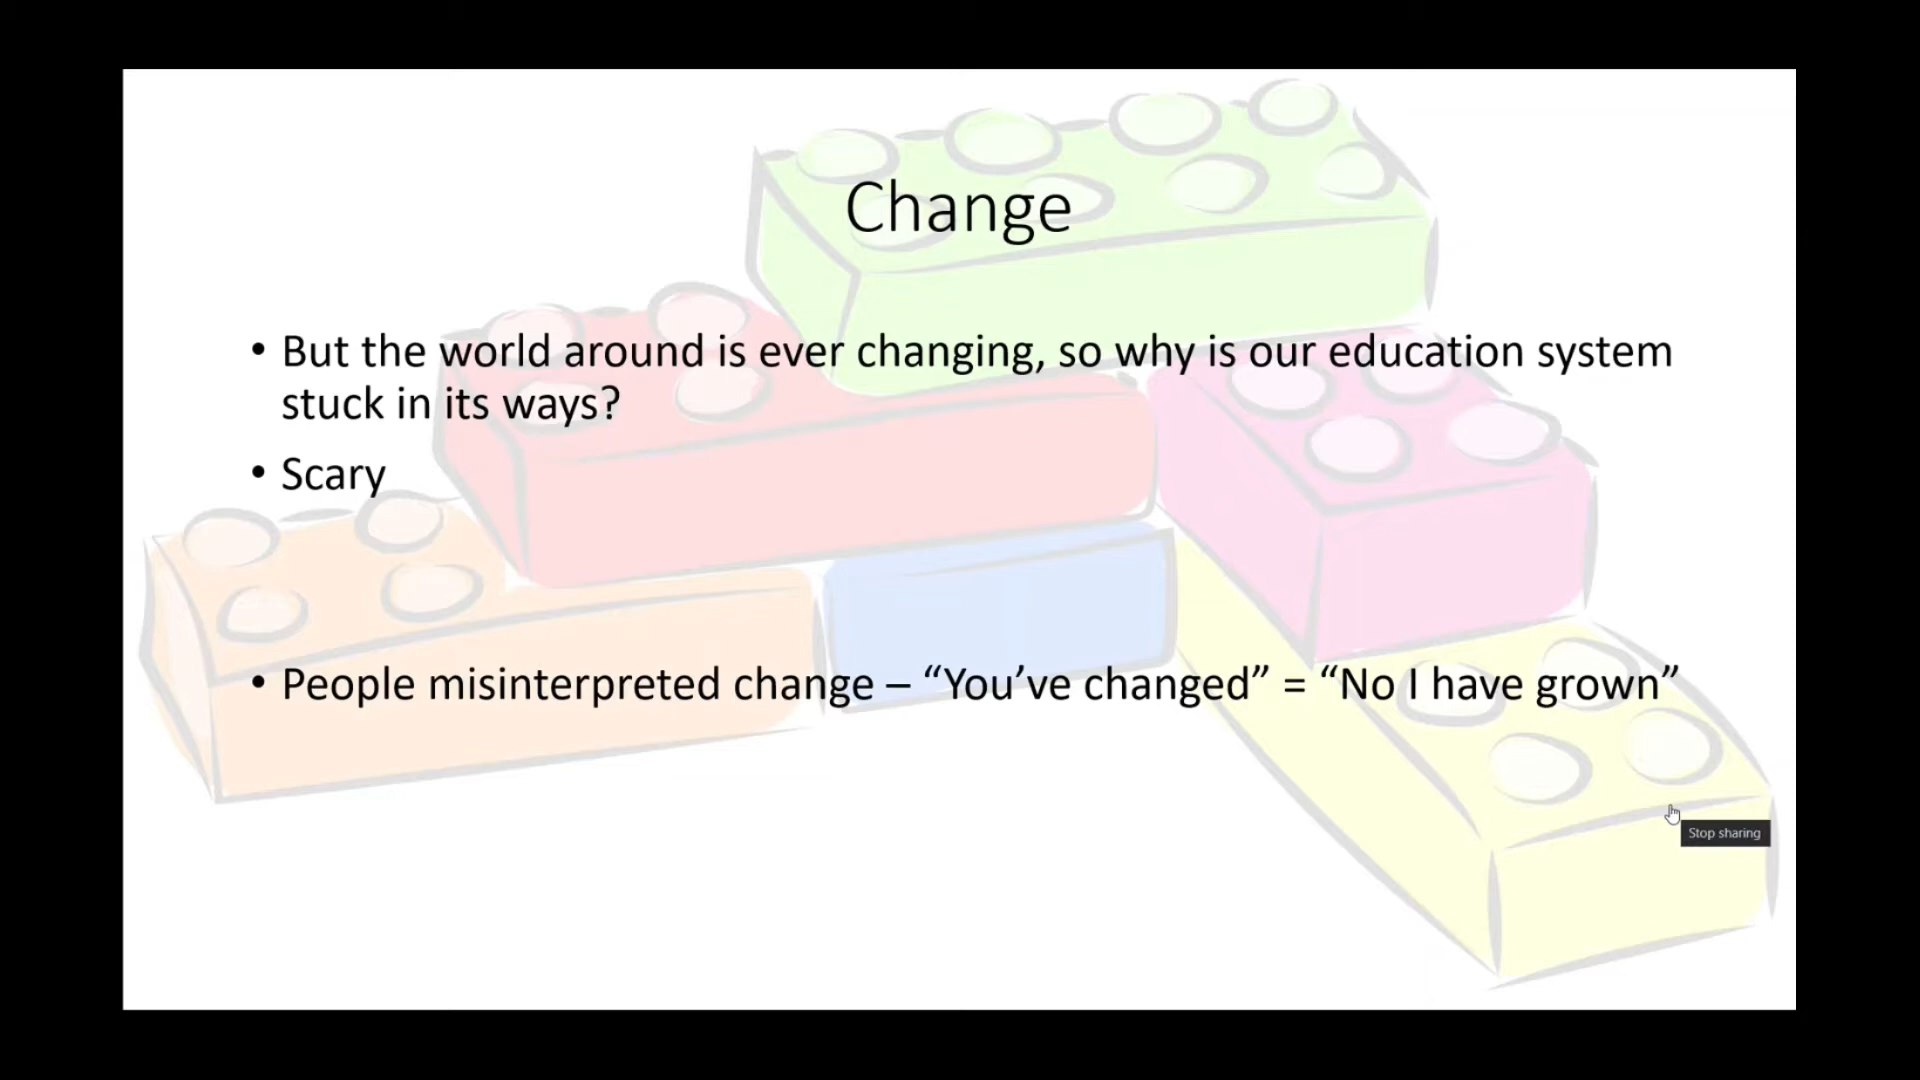 Change
• But the world around is ever changing, so why is our education system
stuck in its ways?
• Scary
• People misinterpreted change – “You’ve changed” = “No I have grown”
Stop sharing